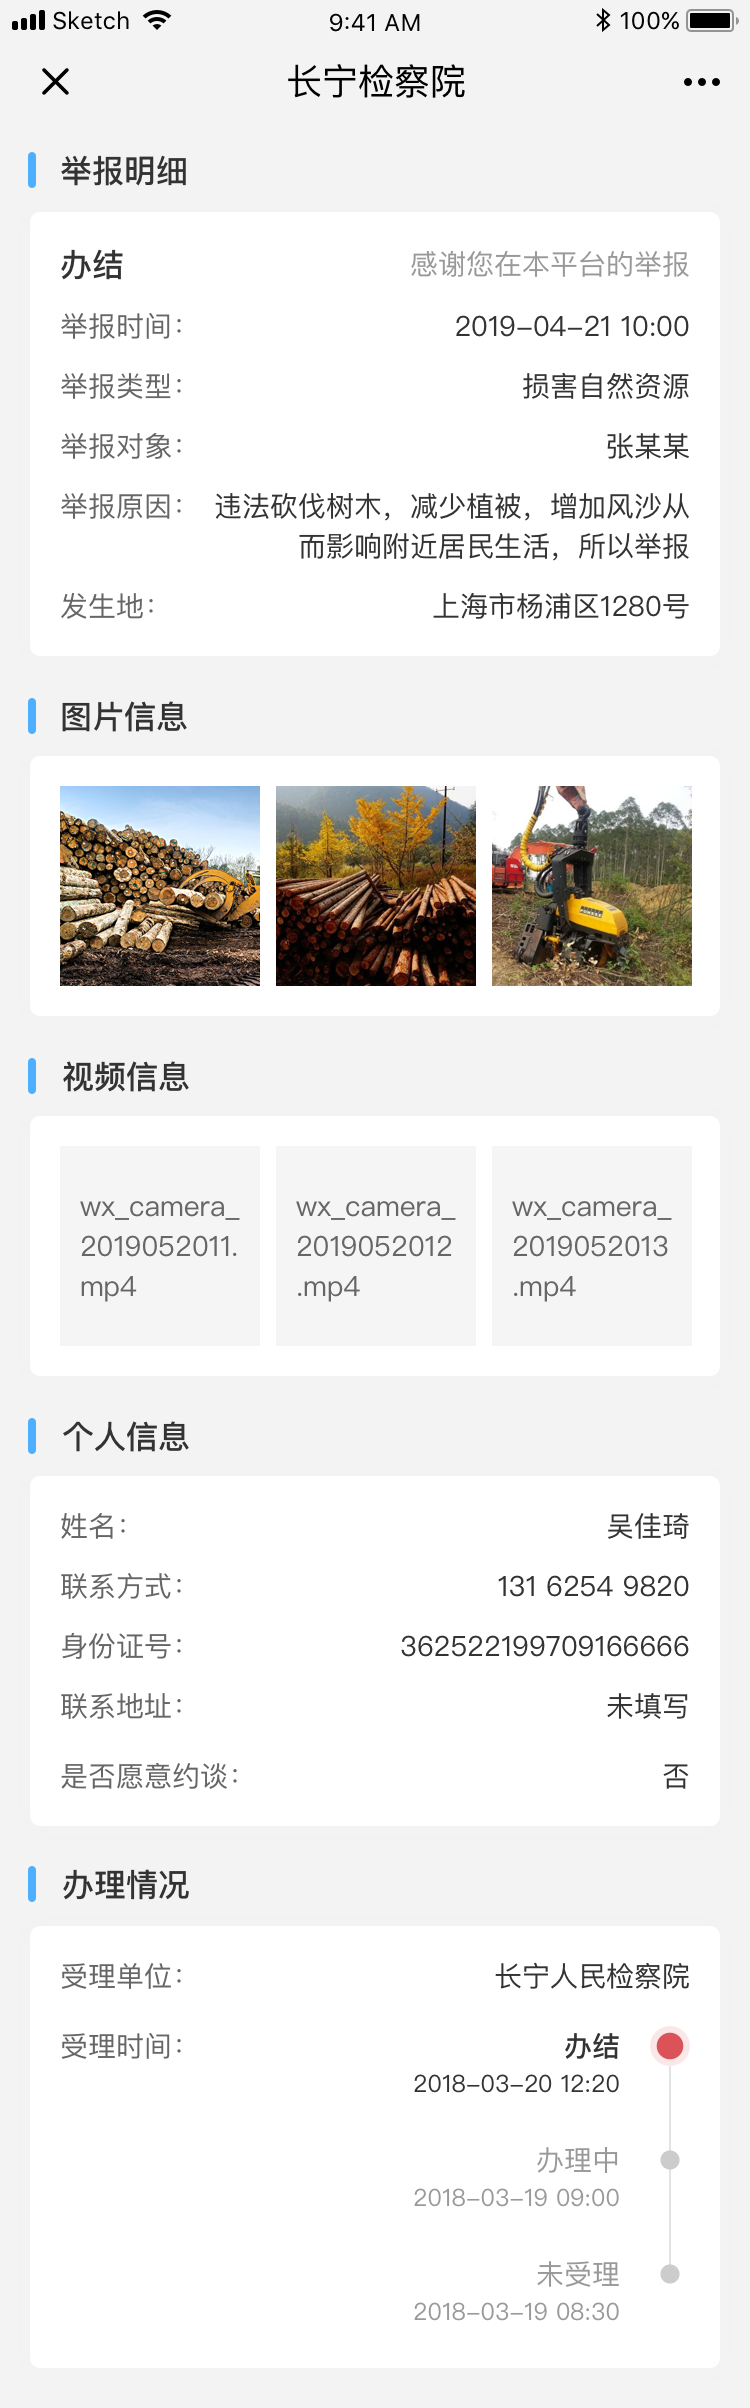 Sketch 9:41 AM 100%
长宁检察院
举报明细
办结 感谢您在本平台的举报
举报时间： 2019-04-21 10:00
举报类型： 损害自然资源
举报对象： 张某某
举报原因： 违法砍伐树木，减少植被，增加风沙从
而影响附近居民生活，所以举报
发生地： 上海市杨浦区1280号
图片信息
视频信息
wx_camera_
2019052011.
mp4
wx_camera_
2019052012
.mp4
wx_camera_
2019052013
.mp4
个人信息
姓名： 吴佳琦
联系方式： 131 6254 9820
身份证号： 362522199709166666
联系地址： 未填写
是否愿意约谈： 否
办理情况
受理单位： 长宁人民检察院
受理时间： 办结
2018-03-20 12:20
办理中
2018-03-19 09:00
未受理
2018-03-19 08:30